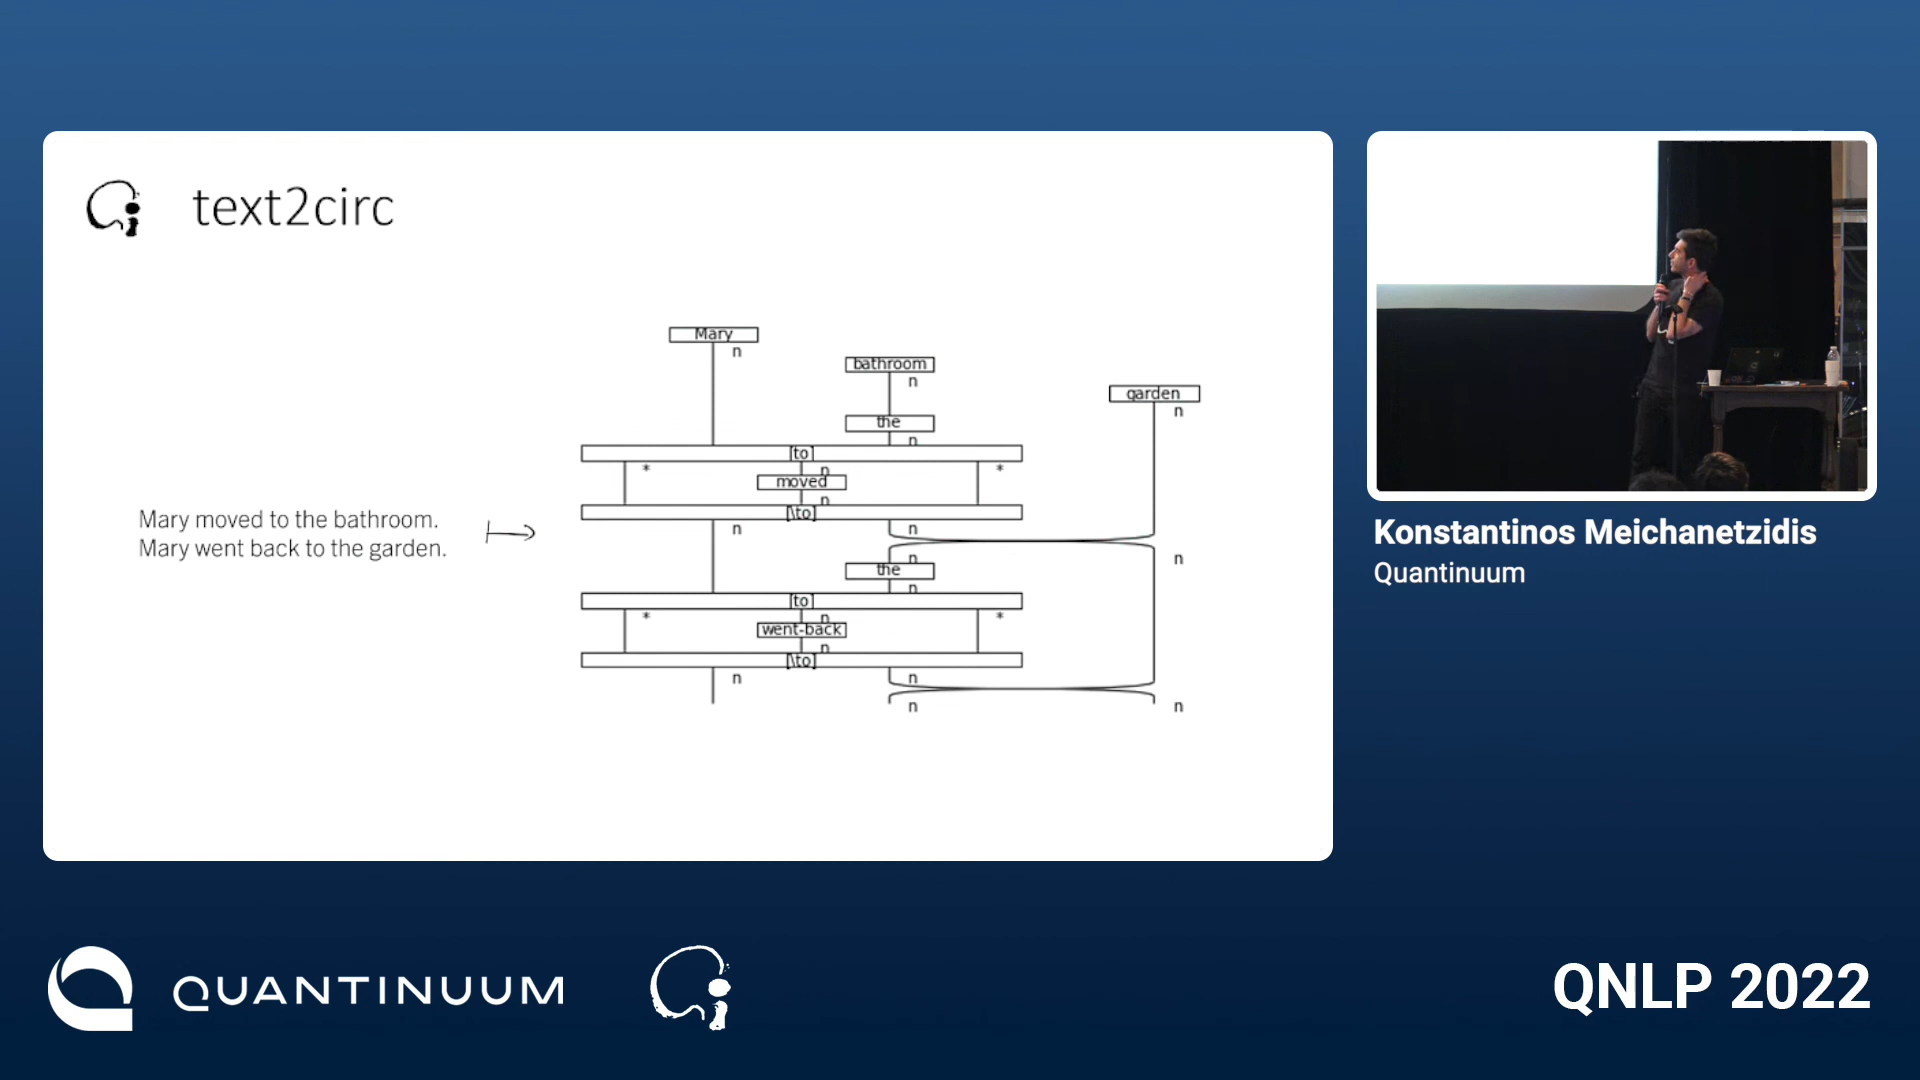 text2circ
Mary
n
bathroom
n
garden
n
the
n
[to]
* n *
moved
n
[\to]
n n
Mary moved to the bathroom.
Mary went back to the garden.
n n
the
n
[to]
* n *
went-back
n
[\to]
n n
n n
Konstantinos Meichanetzidis
Quantinuum
QUANTINUUM
QNLP 2022